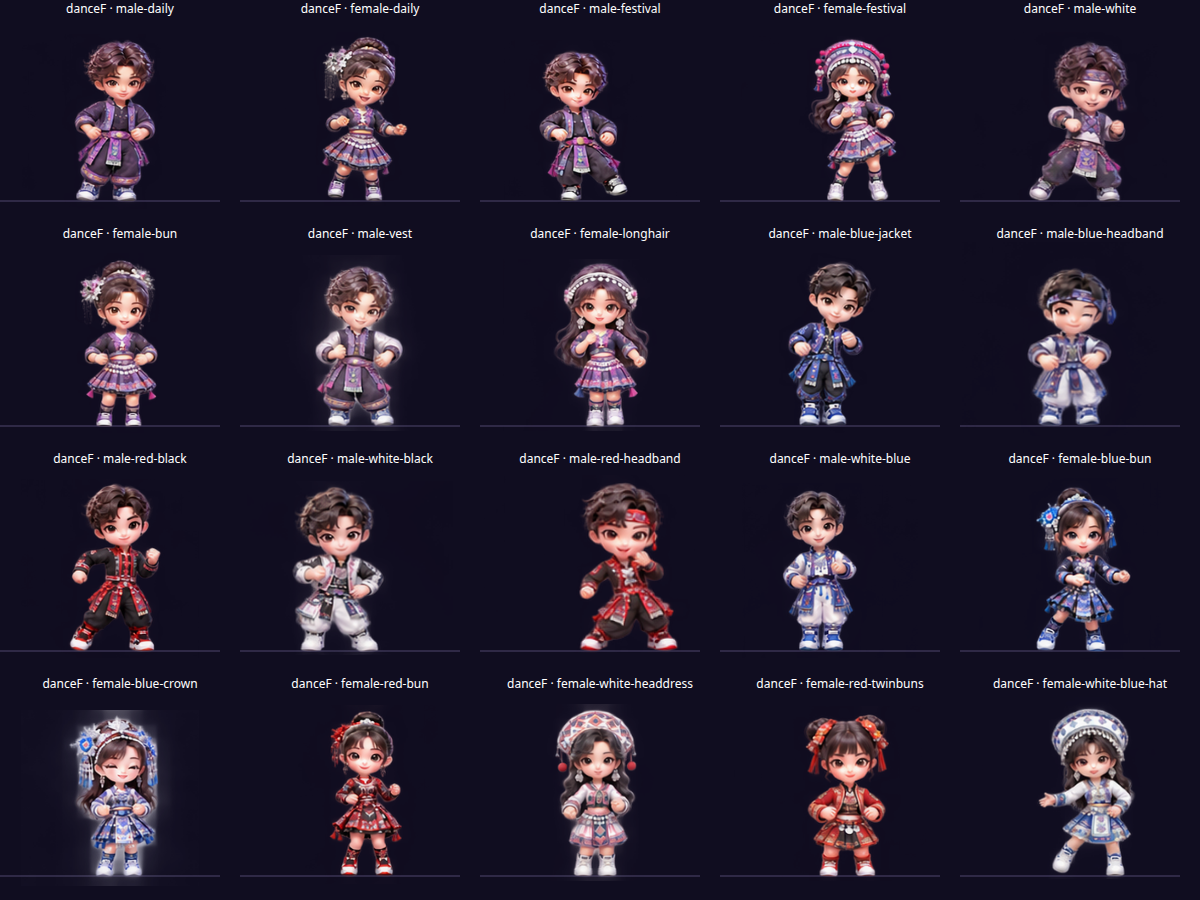 danceF · male-daily
danceF · female-daily
danceF · male-festival
danceF · female-festival
danceF · male-white
danceF · female-bun
danceF · male-vest
danceF · female-longhair
danceF · male-blue-jacket
danceF · male-blue-headband
danceF · male-red-black
danceF · male-white-black
danceF · male-red-headband
danceF · male-white-blue
danceF · female-blue-bun
danceF · female-blue-crown
danceF · female-red-bun
danceF · female-white-headdress
danceF · female-red-twinbuns
danceF · female-white-blue-hat